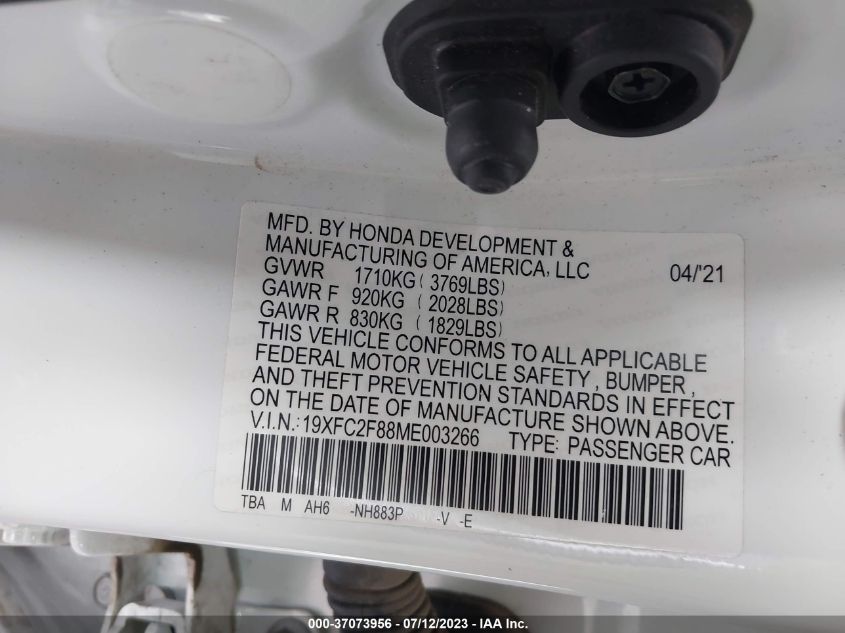 MFD. BY HONDA DEVELOPMENT &
MANUFACTURING OF AMERICA, LLC 04/'21
GVWR 1710KG ( 3769LBS)
GAWR F 920KG ( 2028LBS)
GAWR R 830KG ( 1829LBS)
THIS VEHICLE CONFORMS TO ALL APPLICABLE
FEDERAL MOTOR VEHICLE SAFETY, BUMPER,
AND THEFT PREVENTION STANDARDS IN EFFECT
ON THE DATE OF MANUFACTURE SHOWN ABOVE.
V.I.N.: 19XFC2F88ME003266 TYPE: PASSENGER CAR
TBA M AH6 -NH883P -V -E
000-37073956 - 07/12/2023 - IAA Inc.